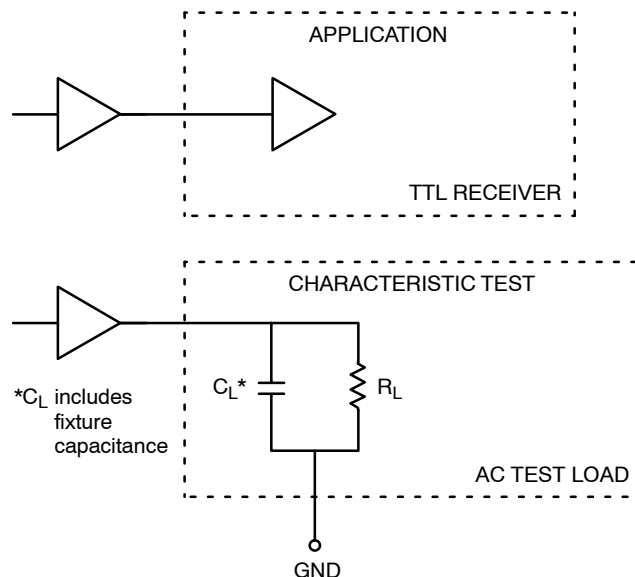 APPLICATION
TTL RECEIVER
CHARACTERISTIC TEST
*CL includes
fixture
capacitance
CL*
RL
AC TEST LOAD
GND